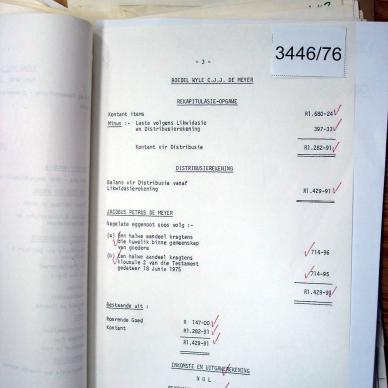 3446/76
- 3 -
BOEDEL WYLE C.J.J. DE MEYER
REKAPITULASIE-OPGAWE
Kontant items R1.680-24
Minus :- Laste volgens Likwidasie
en Distribusierekening 397-33
Kontant vir Distribusie R1.282-91
DISTRIBUSIEREKENING
Balans vir Distribusie vanaf
Likwidasierekening R1.429-91
JACOBUS PETRUS DE MEYER
Nagelate eggenoot soos volg :-
(a) Een halwe aandeel kragtens
die huwelik binne gemeenskap
van goedere 714-96
(b) Een halwe aandeel kragtens
klousule 2 van die Testament
gedateer 18 Junie 1975 714-95
R1.429-91
Bestaande uit :
Roerende Goed R 147-00
Kontant R1.282-91
R1.429-91
INKOMSTE EN UITGAWEREKENING
N U L